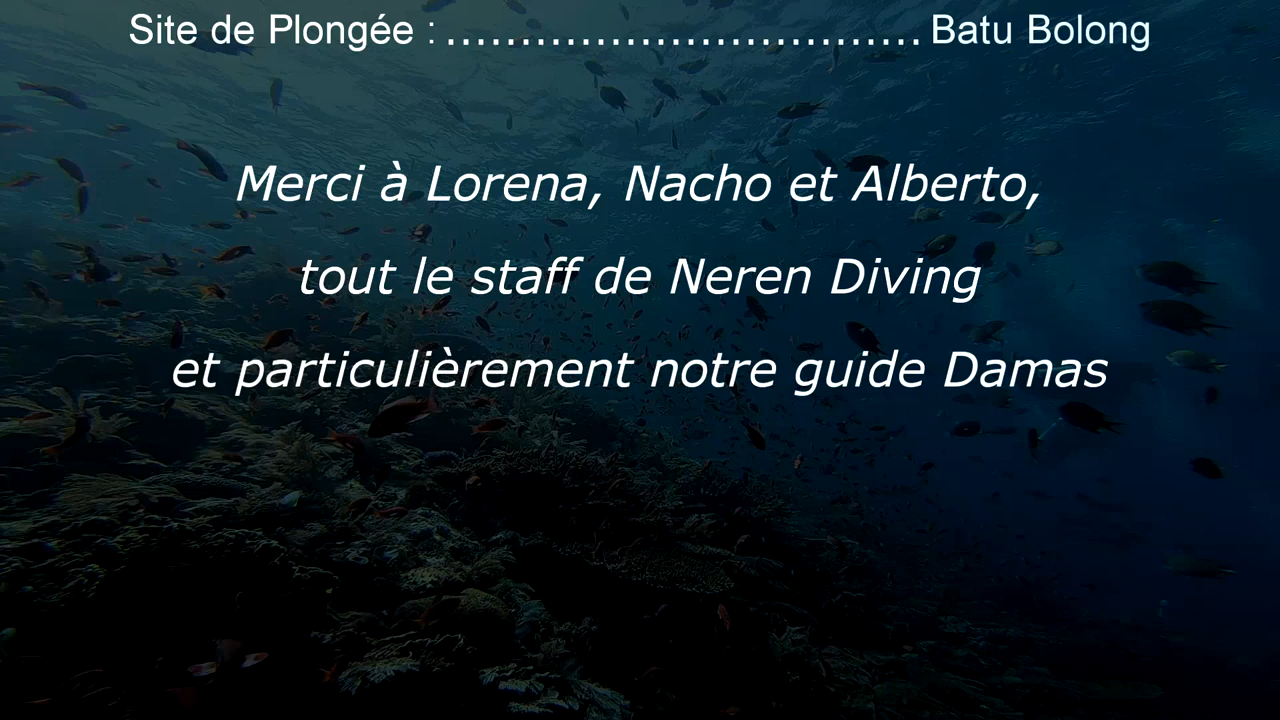 Site de Plongée : ................................ Batu Bolong
Merci à Lorena, Nacho et Alberto,
tout le staff de Neren Diving
et particulièrement notre guide Damas